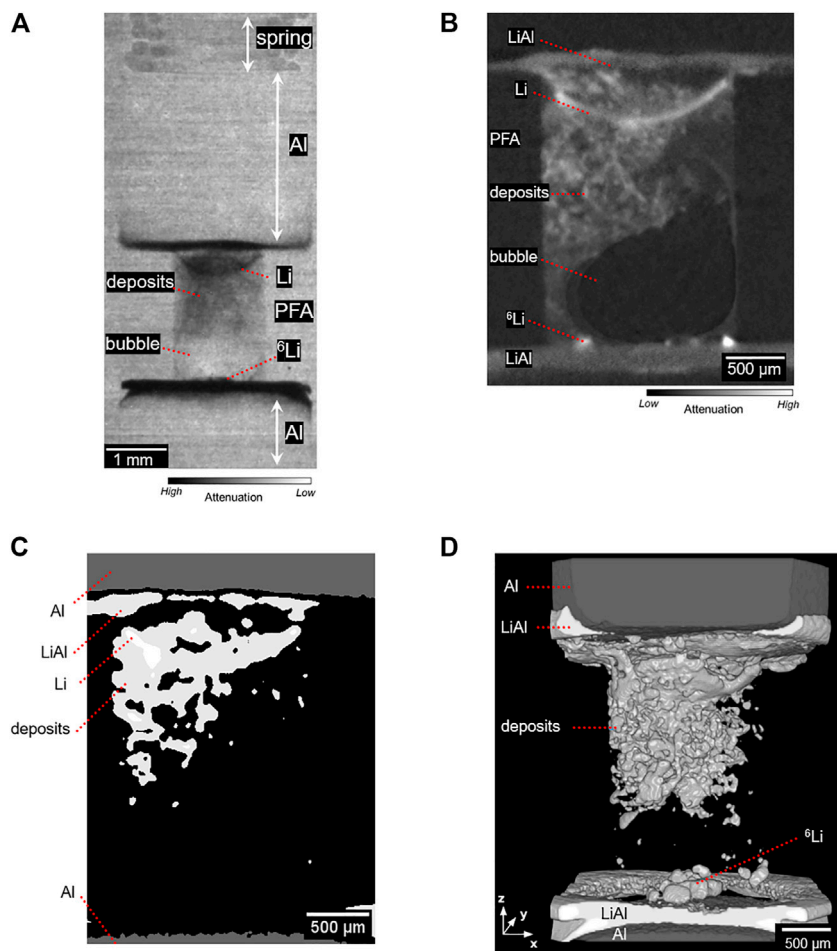 A
spring
Al
Li
deposits
PFA
bubble
⁶Li
Al
1 mm
High
Attenuation
Low
B
LiAl
Li
PFA
deposits
bubble
⁶Li
LiAl
500 µm
Low
Attenuation
High
C
Al
LiAl
Li
deposits
Al
500 µm
D
Al
LiAl
deposits
⁶Li
z
y
x
LiAl
Al
500 µm